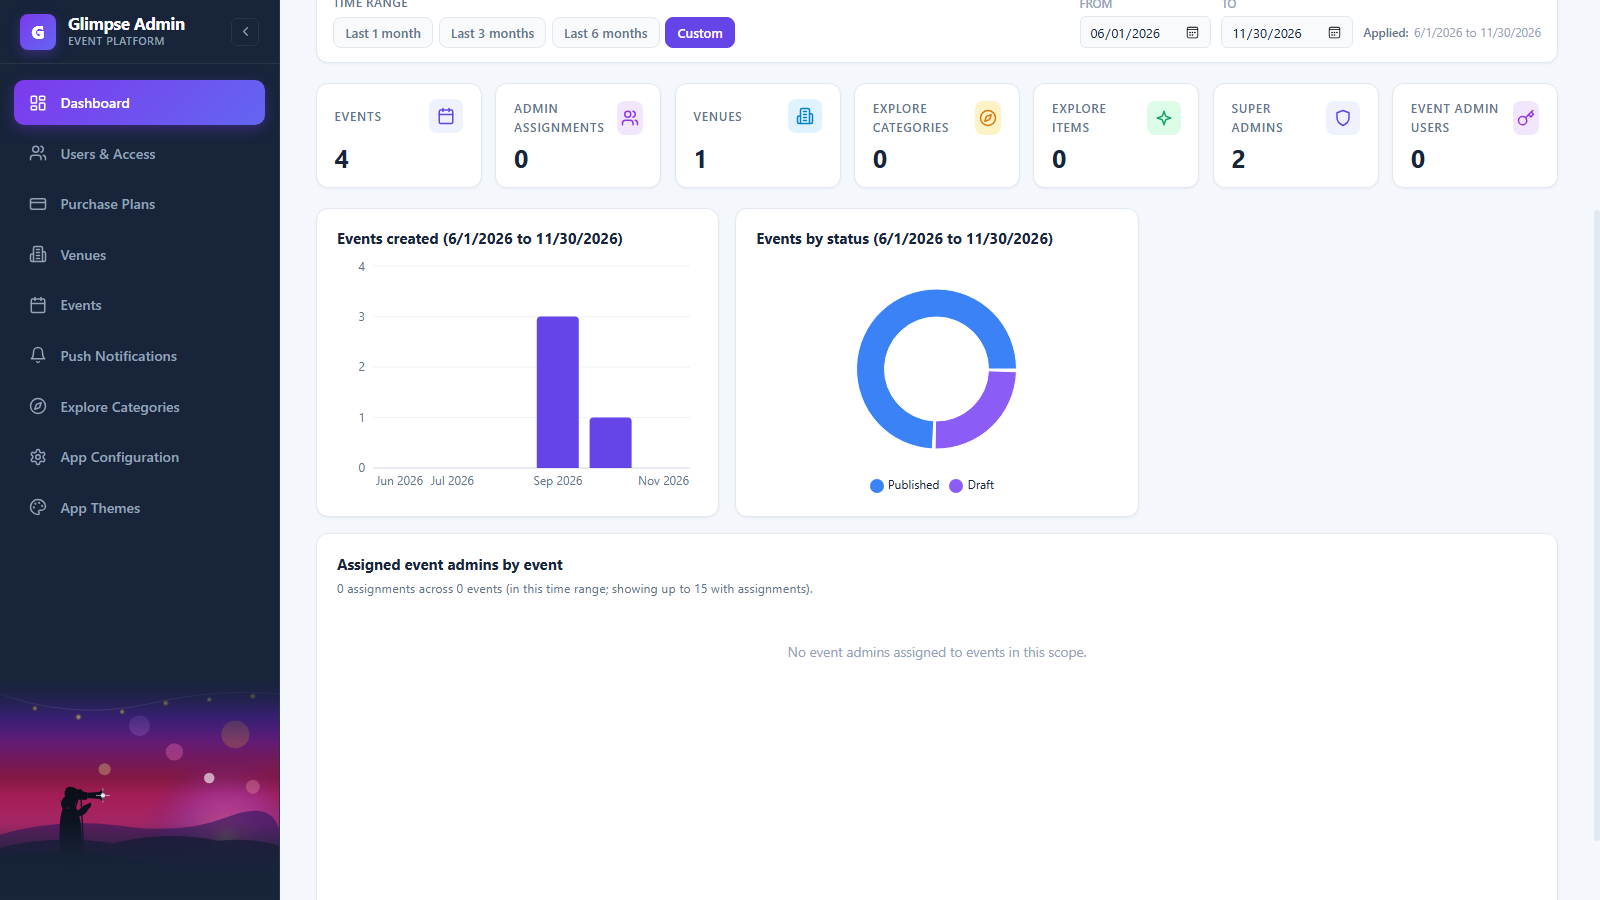 G
Glimpse Admin
EVENT PLATFORM
Dashboard
Users & Access
Purchase Plans
Venues
Events
Push Notifications
Explore Categories
App Configuration
App Themes
TIME RANGE
Last 1 month
Last 3 months
Last 6 months
Custom
FROM
06/01/2026
TO
11/30/2026
Applied: 6/1/2026 to 11/30/2026
EVENTS
4
ADMIN
ASSIGNMENTS
0
VENUES
1
EXPLORE
CATEGORIES
0
EXPLORE
ITEMS
0
SUPER
ADMINS
2
EVENT ADMIN
USERS
0
Events created (6/1/2026 to 11/30/2026)
4
3
2
1
0
Jun 2026 Jul 2026 Sep 2026 Nov 2026
Events by status (6/1/2026 to 11/30/2026)
Published Draft
Assigned event admins by event
0 assignments across 0 events (in this time range; showing up to 15 with assignments).
No event admins assigned to events in this scope.